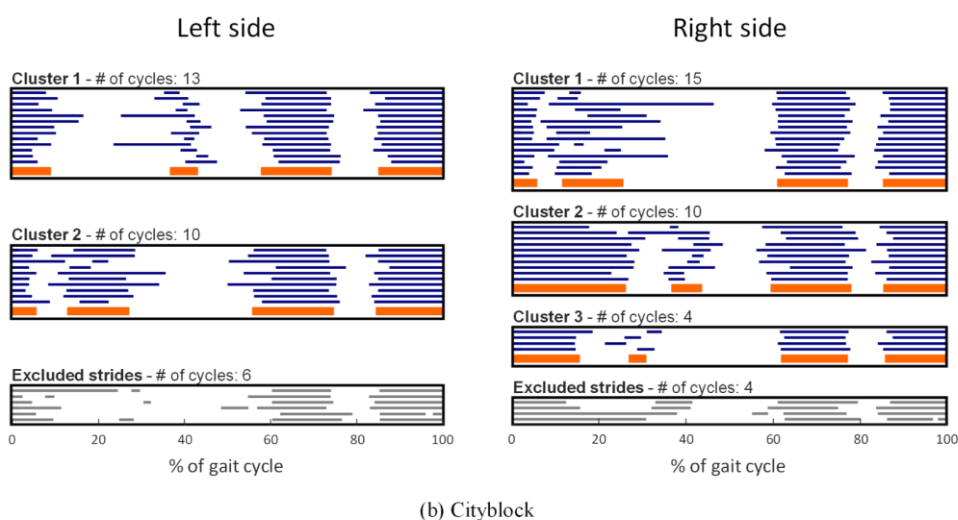 Left side
Right side
Cluster 1 - # of cycles: 13
Cluster 1 - # of cycles: 15
Cluster 2 - # of cycles: 10
Cluster 2 - # of cycles: 10
Cluster 3 - # of cycles: 4
Excluded strides - # of cycles: 6
Excluded strides - # of cycles: 4
0 20 40 60 80 100
0 20 40 60 80 100
% of gait cycle
% of gait cycle
(b) Cityblock